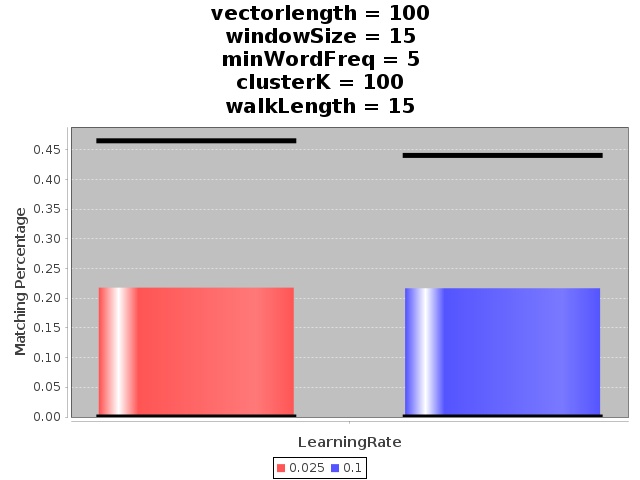 vectorlength = 100
windowSize = 15
minWordFreq = 5
clusterK = 100
walkLength = 15
Matching Percentage
0.45
0.40
0.35
0.30
0.25
0.20
0.15
0.10
0.05
0.00
LearningRate
0.025 0.1